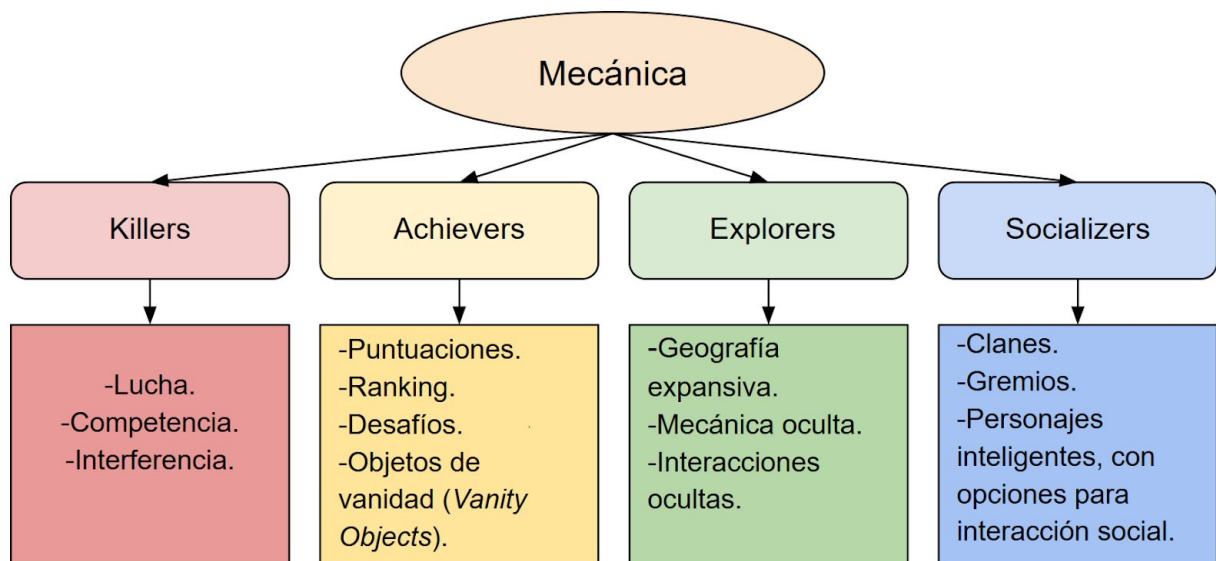 Mecánica
Killers
Achievers
Explorers
Socializers
-Lucha.
-Competencia.
-Interferencia.
-Puntuaciones.
-Ranking.
-Desafíos.
-Objetos de
vanidad (Vanity
Objects).
-Geografía
expansiva.
-Mecánica oculta.
-Interacciones
ocultas.
-Clanes.
-Gremios.
-Personajes
inteligentes, con
opciones para
interacción social.